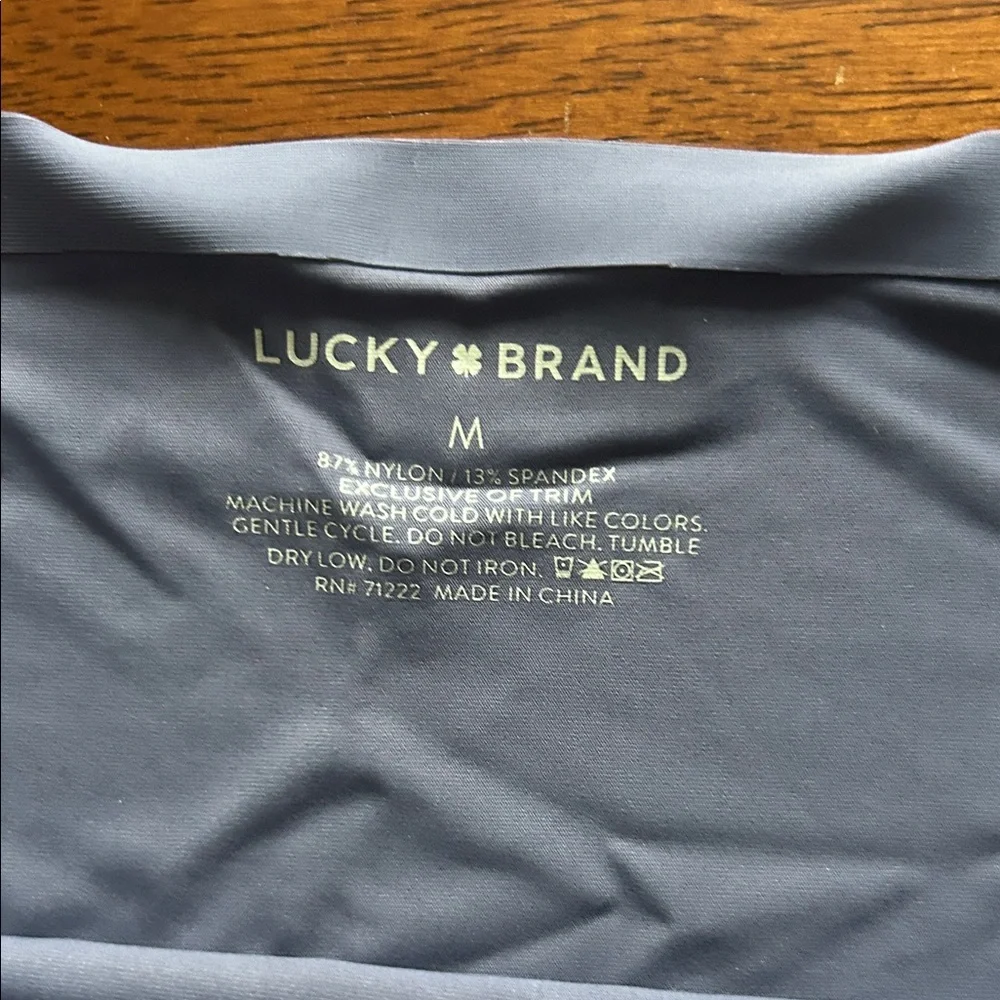 LUCKY BRAND
M
87% NYLON / 13% SPANDEX
EXCLUSIVE OF TRIM
MACHINE WASH COLD WITH LIKE COLORS.
GENTLE CYCLE. DO NOT BLEACH. TUMBLE
DRY LOW. DO NOT IRON.
RN# 71222 MADE IN CHINA